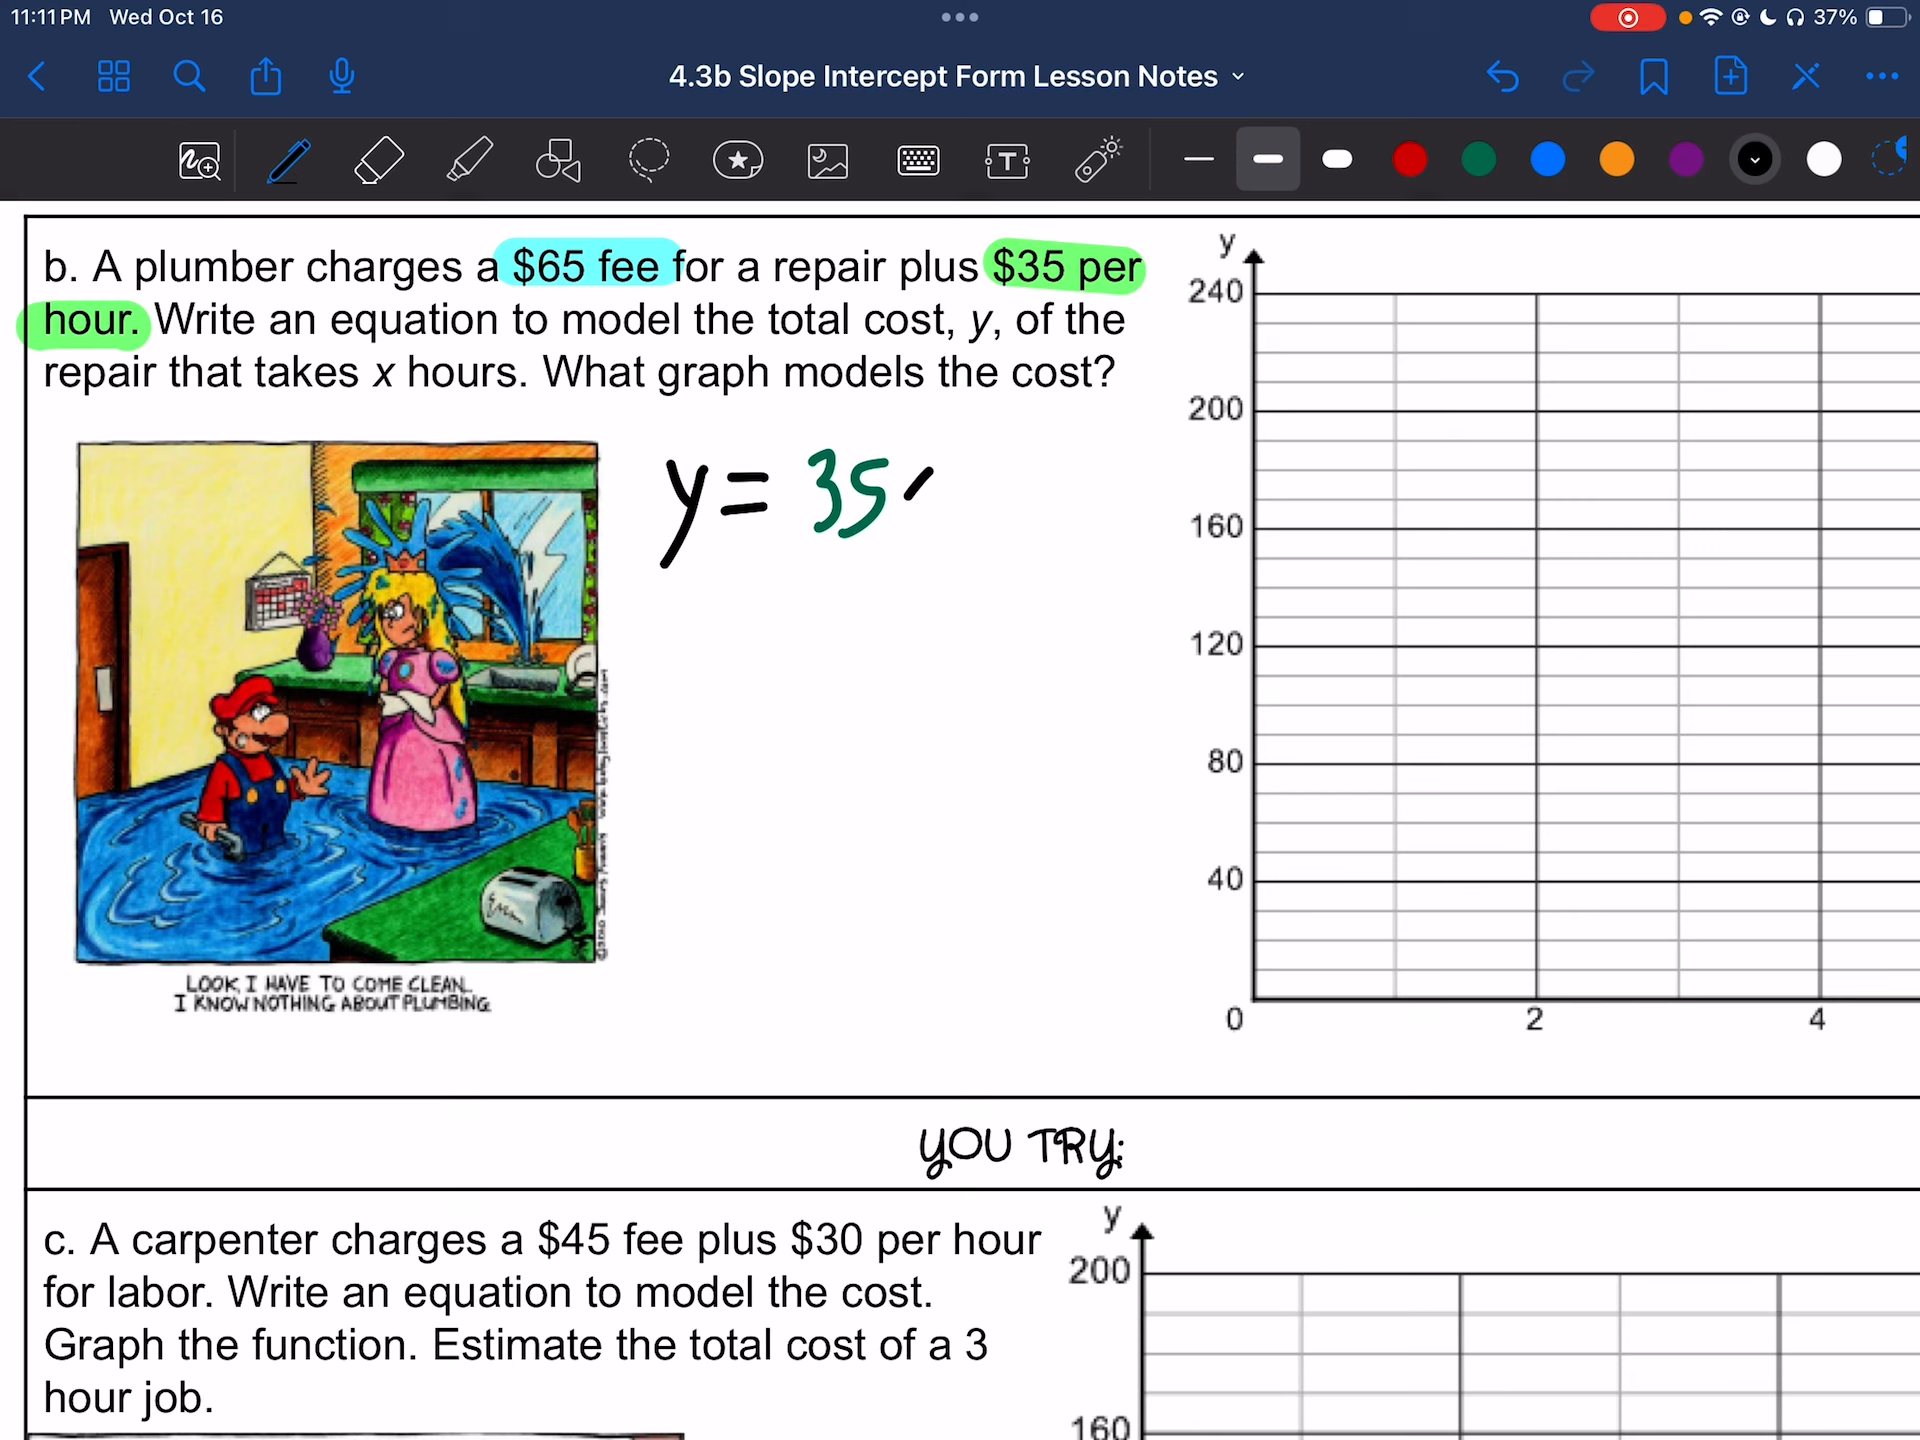 11:11 PM Wed Oct 16
37%
4.3b Slope Intercept Form Lesson Notes
b. A plumber charges a $65 fee for a repair plus $35 per
hour. Write an equation to model the total cost, y, of the
repair that takes x hours. What graph models the cost?
y = 35
LOOK, I HAVE TO COME CLEAN.
I KNOW NOTHING ABOUT PLUMBING.
y
240
200
160
120
80
40
0 2 4
YOU TRY:
c. A carpenter charges a $45 fee plus $30 per hour
for labor. Write an equation to model the cost.
Graph the function. Estimate the total cost of a 3
hour job.
y
200
160